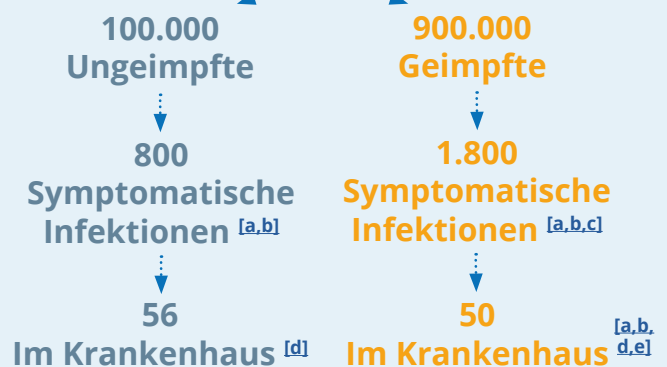 100.000
Ungeimpfte
800
Symptomatische
Infektionen [a,b]
56
Im Krankenhaus [d]
900.000
Geimpfte
1.800
Symptomatische
Infektionen [a,b,c]
50
Im Krankenhaus [a,b,
d,e]